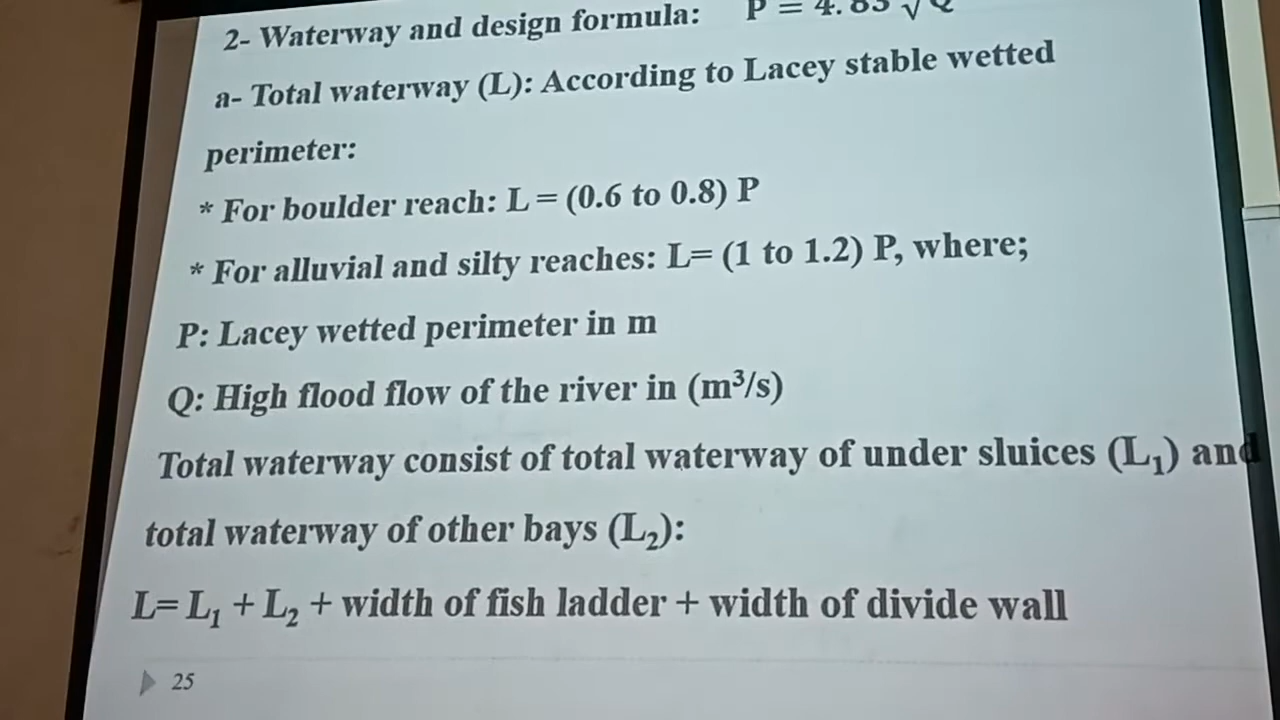 2- Waterway and design formula: P = 4.83 √Q
a- Total waterway (L): According to Lacey stable wetted
perimeter:
* For boulder reach: L = (0.6 to 0.8) P
* For alluvial and silty reaches: L= (1 to 1.2) P, where;
P: Lacey wetted perimeter in m
Q: High flood flow of the river in (m³/s)
Total waterway consist of total waterway of under sluices (L₁) and
total waterway of other bays (L₂):
L= L₁ + L₂ + width of fish ladder + width of divide wall
25